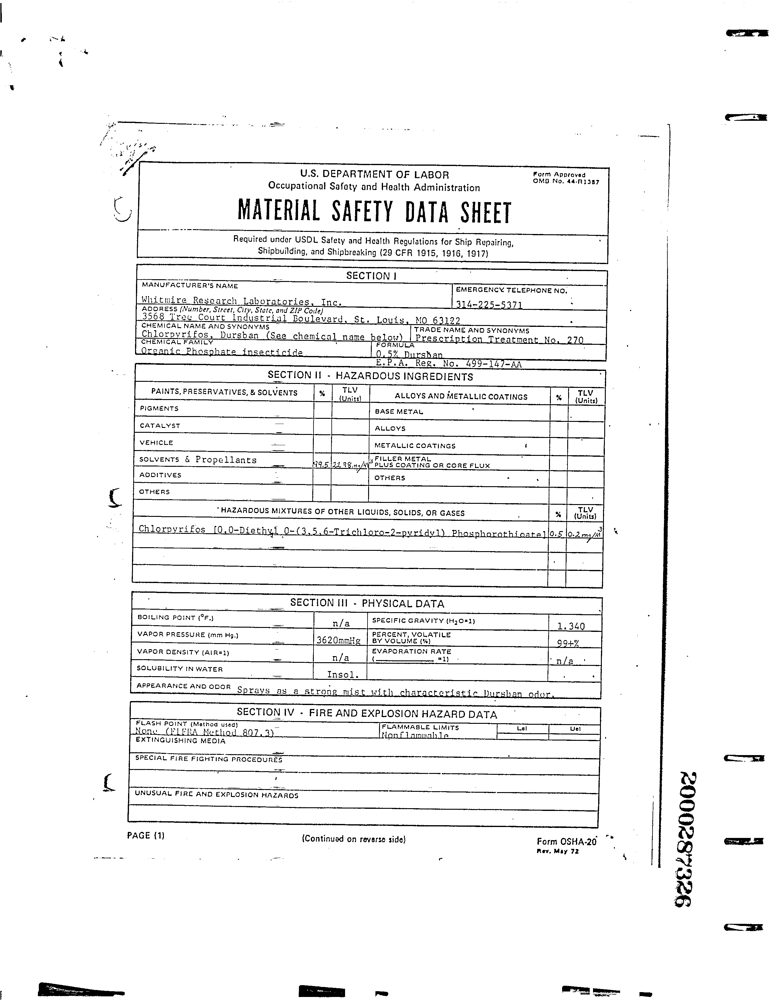 U.S. DEPARTMENT OF LABOR
Occupational Safety and Health Administration
Form Approved
OMB No. 44-R1387
MATERIAL SAFETY DATA SHEET
Required under USDL Safety and Health Regulations for Ship Repairing,
Shipbuilding, and Shipbreaking (29 CFR 1915, 1916, 1917)
SECTION I
MANUFACTURER'S NAME
Whitmire Research Laboratories, Inc.
EMERGENCY TELEPHONE NO.
314-225-5371
ADDRESS (Number, Street, City, State, and ZIP Code)
3568 Tree Court Industrial Boulevard, St. Louis, MO 63122
CHEMICAL NAME AND SYNONYMS
Chlorpyrifos, Dursban (See chemical name below)
TRADE NAME AND SYNONYMS
Prescription Treatment No. 270
CHEMICAL FAMILY
Organic Phosphate insecticide
FORMULA
0.5% Dursban
E.P.A. Reg. No. 499-147-AA
SECTION II - HAZARDOUS INGREDIENTS
PAINTS, PRESERVATIVES, & SOLVENTS % TLV (Units) ALLOYS AND METALLIC COATINGS % TLV (Units)
PIGMENTS BASE METAL
CATALYST ALLOYS
VEHICLE METALLIC COATINGS
SOLVENTS & Propellants 99.5 FILLER METAL
PLUS COATING OR CORE FLUX
ADDITIVES OTHERS
OTHERS
HAZARDOUS MIXTURES OF OTHER LIQUIDS, SOLIDS, OR GASES % TLV (Units)
Chlorpyrifos [O,O-Diethyl O-(3,5,6-Trichloro-2-pyridyl) Phosphorothioate] 0.5 0.2 mg/M3
SECTION III - PHYSICAL DATA
BOILING POINT (°F.) n/a SPECIFIC GRAVITY (H2O=1) 1.340
VAPOR PRESSURE (mm Hg.) 3620mmHg PERCENT, VOLATILE
BY VOLUME (%) 99+%
VAPOR DENSITY (AIR=1) n/a EVAPORATION RATE
(________ =1) n/a
SOLUBILITY IN WATER Insol.
APPEARANCE AND ODOR Sprays as a strong mist with characteristic Dursban odor.
SECTION IV - FIRE AND EXPLOSION HAZARD DATA
FLASH POINT (Method used)
None (FIFRA Method 807.3)
FLAMMABLE LIMITS
Nonflammable
Lel Uel
EXTINGUISHING MEDIA
SPECIAL FIRE FIGHTING PROCEDURES
UNUSUAL FIRE AND EXPLOSION HAZARDS
PAGE (1)
(Continued on reverse side)
Form OSHA-20
Rev. May 72
2000287326